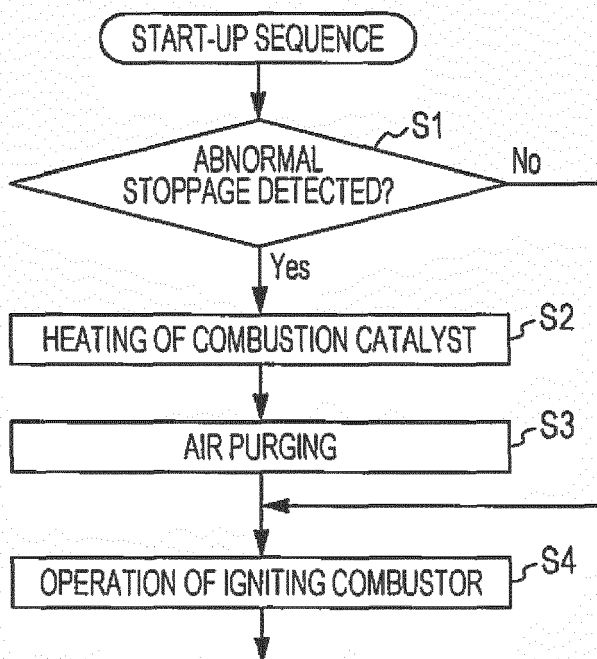 START-UP SEQUENCE
S1
ABNORMAL
STOPPAGE DETECTED?
No
Yes
S2
HEATING OF COMBUSTION CATALYST
S3
AIR PURGING
S4
OPERATION OF IGNITING COMBUSTOR